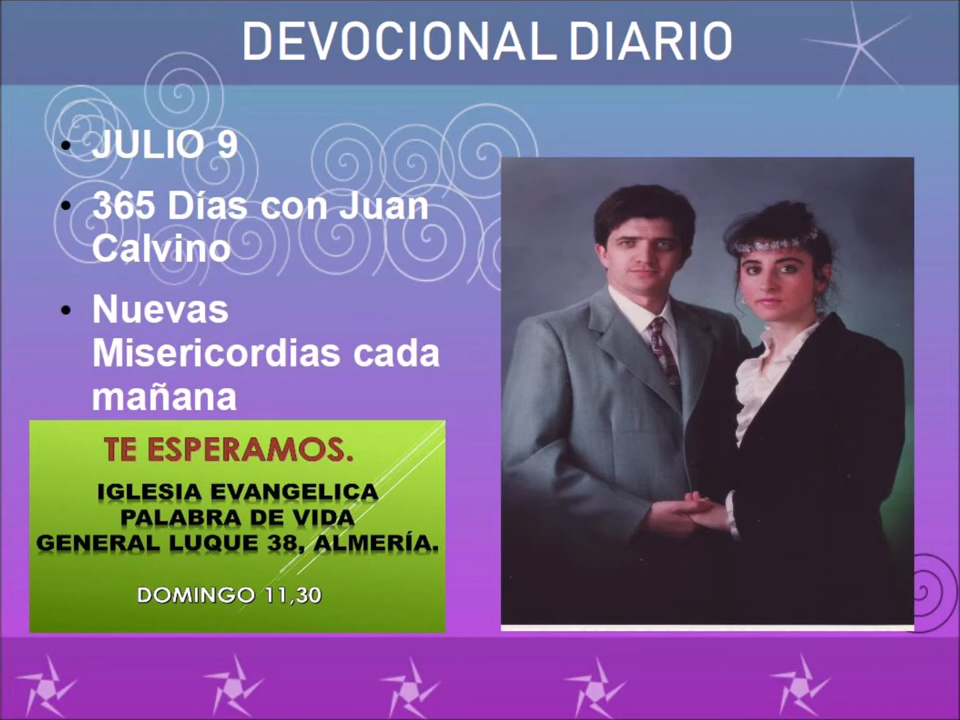 DEVOCIONAL DIARIO
• JULIO 9
• 365 Días con Juan
Calvino
• Nuevas
Misericordias cada
mañana
TE ESPERAMOS.
IGLESIA EVANGELICA
PALABRA DE VIDA
GENERAL LUQUE 38, ALMERÍA.
DOMINGO 11,30